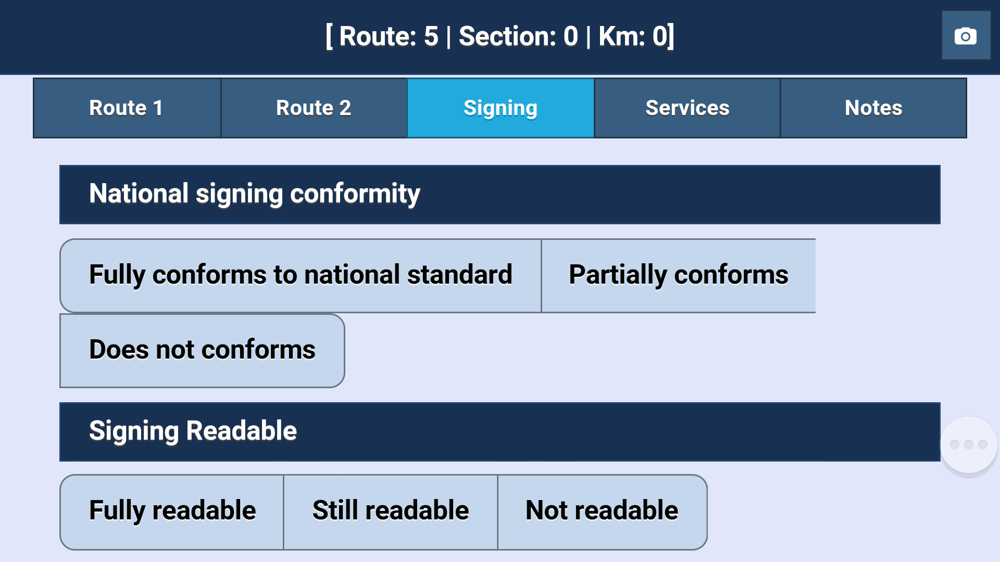 [ Route: 5 | Section: 0 | Km: 0]
Route 1 Route 2 Signing Services Notes
National signing conformity
Fully conforms to national standard Partially conforms
Does not conforms
Signing Readable
Fully readable Still readable Not readable